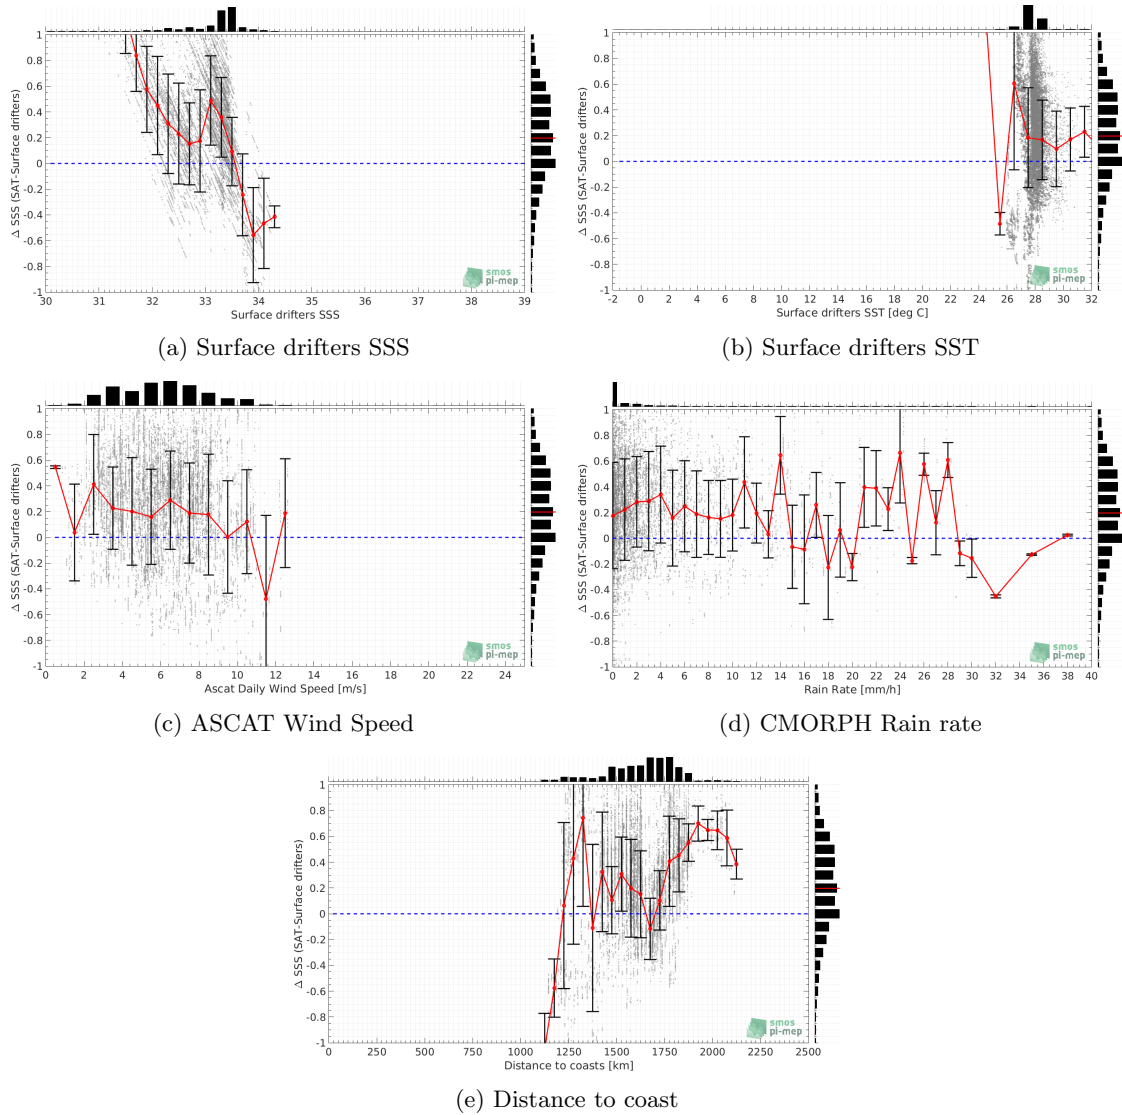 1
0.8
0.6
0.4
0.2
0
-0.2
-0.4
-0.6
-0.8
-1
Δ SSS (SAT-Surface drifters)
30 31 32 33 34 35 36 37 38 39
Surface drifters SSS
smos
pi-mep
(a) Surface drifters SSS
1
0.8
0.6
0.4
0.2
0
-0.2
-0.4
-0.6
-0.8
-1
Δ SSS (SAT-Surface drifters)
-2 0 2 4 6 8 10 12 14 16 18 20 22 24 26 28 30 32
Surface drifters SST [deg C]
smos
pi-mep
(b) Surface drifters SST
1
0.8
0.6
0.4
0.2
0
-0.2
-0.4
-0.6
-0.8
-1
Δ SSS (SAT-Surface drifters)
0 2 4 6 8 10 12 14 16 18 20 22 24
Ascat Daily Wind Speed [m/s]
smos
pi-mep
(c) ASCAT Wind Speed
1
0.8
0.6
0.4
0.2
0
-0.2
-0.4
-0.6
-0.8
-1
Δ SSS (SAT-Surface drifters)
0 2 4 6 8 10 12 14 16 18 20 22 24 26 28 30 32 34 36 38 40
Rain Rate [mm/h]
smos
pi-mep
(d) CMORPH Rain rate
1
0.8
0.6
0.4
0.2
0
-0.2
-0.4
-0.6
-0.8
-1
Δ SSS (SAT-Surface drifters)
0 250 500 750 1000 1250 1500 1750 2000 2250 2500
Distance to coasts [km]
smos
pi-mep
(e) Distance to coast